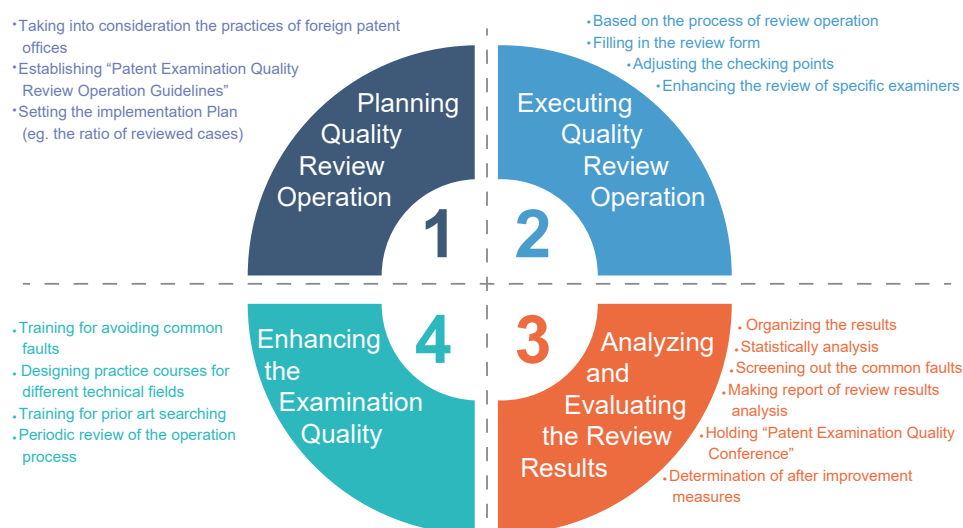 •Taking into consideration the practices of foreign patent
offices
•Establishing “Patent Examination Quality
Review Operation Guidelines”
•Setting the implementation Plan
(eg. the ratio of reviewed cases)
Planning
Quality
Review
Operation
1
•Based on the process of review operation
•Filling in the review form
•Adjusting the checking points
•Enhancing the review of specific examiners
Executing
Quality
Review
Operation
2
•Training for avoiding common
faults
•Designing practice courses for
different technical fields
•Training for prior art searching
•Periodic review of the operation
process
Enhancing
the
Examination
Quality
4
3
Analyzing
and
Evaluating
the Review
Results
•Organizing the results
•Statistically analysis
•Screening out the common faults
•Making report of review results
analysis
•Holding “Patent Examination Quality
Conference”
•Determination of after improvement
measures